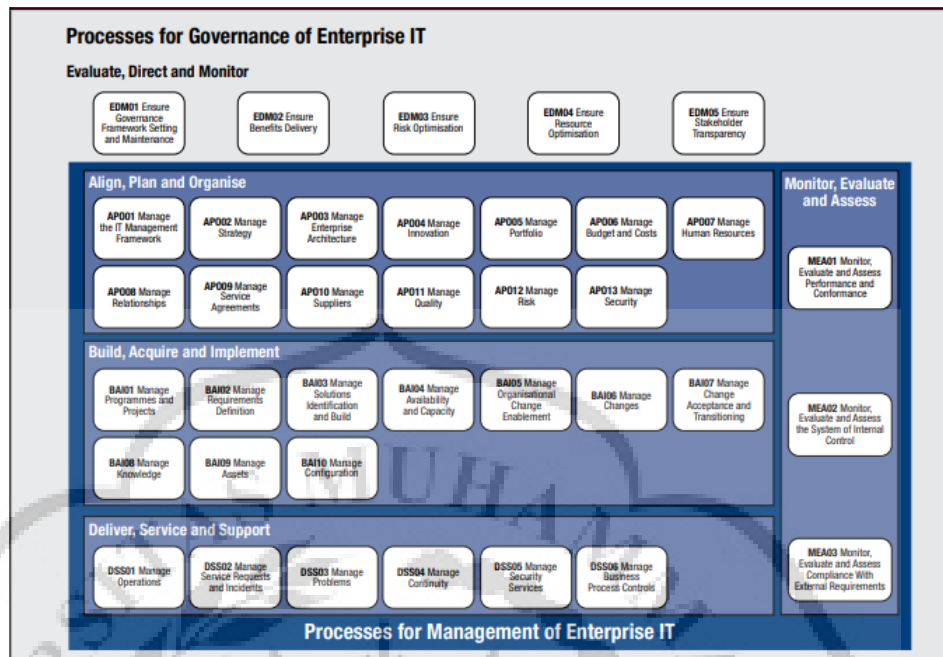 Processes for Governance of Enterprise IT
Evaluate, Direct and Monitor
EDM01 Ensure
Governance
Framework Setting
and Maintenance
EDM02 Ensure
Benefits Delivery
EDM03 Ensure
Risk Optimisation
EDM04 Ensure
Resource
Optimisation
EDM05 Ensure
Stakeholder
Transparency
Align, Plan and Organise
APO01 Manage
the IT Management
Framework
APO02 Manage
Strategy
APO03 Manage
Enterprise
Architecture
APO04 Manage
Innovation
APO05 Manage
Portfolio
APO06 Manage
Budget and Costs
APO07 Manage
Human Resources
APO08 Manage
Relationships
APO09 Manage
Service
Agreements
APO10 Manage
Suppliers
APO11 Manage
Quality
APO12 Manage
Risk
APO13 Manage
Security
Build, Acquire and Implement
BAI01 Manage
Programmes and
Projects
BAI02 Manage
Requirements
Definition
BAI03 Manage
Solutions
Identification
and Build
BAI04 Manage
Availability
and Capacity
BAI05 Manage
Organisational
Change
Enablement
BAI06 Manage
Changes
BAI07 Manage
Change
Acceptance and
Transitioning
BAI08 Manage
Knowledge
BAI09 Manage
Assets
BAI10 Manage
Configuration
Deliver, Service and Support
DSS01 Manage
Operations
DSS02 Manage
Service Requests
and Incidents
DSS03 Manage
Problems
DSS04 Manage
Continuity
DSS05 Manage
Security
Services
DSS06 Manage
Business
Process Controls
Monitor, Evaluate
and Assess
MEA01 Monitor,
Evaluate and Assess
Performance and
Conformance
MEA02 Monitor,
Evaluate and Assess
the System of Internal
Control
MEA03 Monitor,
Evaluate and Assess
Compliance With
External Requirements
Processes for Management of Enterprise IT